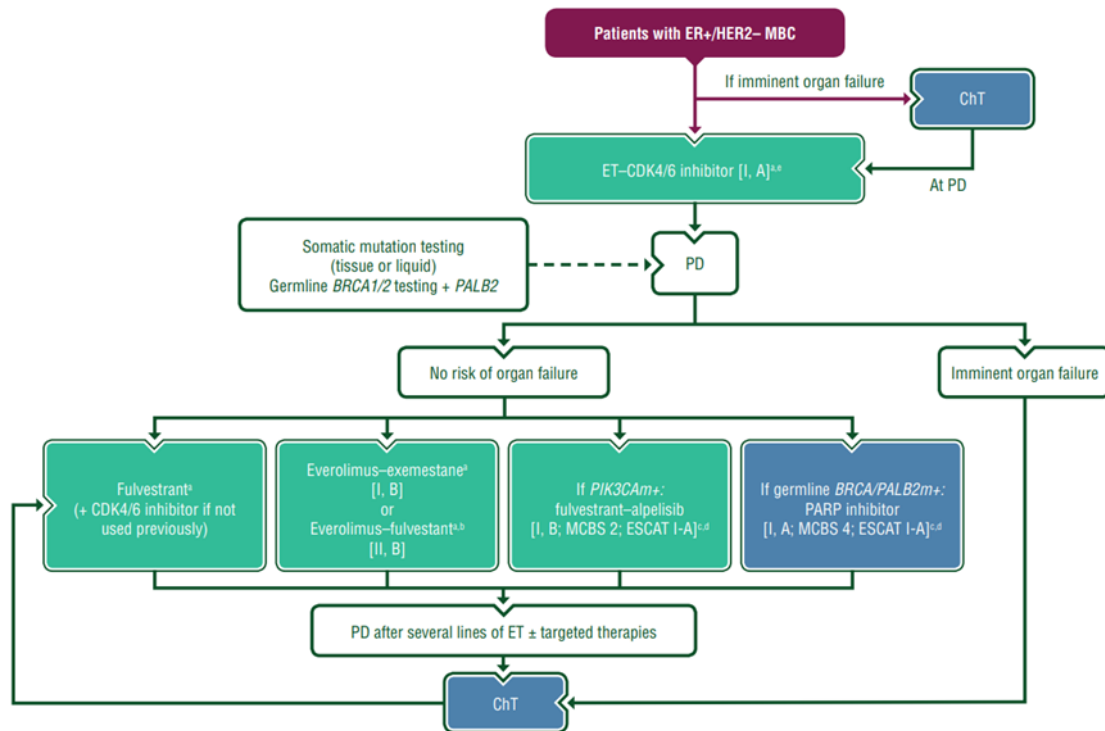 Patients with ER+/HER2– MBC
If imminent organ failure
ChT
ET–CDK4/6 inhibitor [I, A]a,e
At PD
Somatic mutation testing
(tissue or liquid)
Germline BRCA1/2 testing + PALB2
PD
No risk of organ failure
Imminent organ failure
Fulvestranta
(+ CDK4/6 inhibitor if not
used previously)
Everolimus–exemestanea
[I, B]
or
Everolimus–fulvestanta,b
[II, B]
If PIK3CAm+:
fulvestrant–alpelisib
[I, B; MCBS 2; ESCAT I-A]c,d
If germline BRCA/PALB2m+:
PARP inhibitor
[I, A; MCBS 4; ESCAT I-A]c,d
PD after several lines of ET ± targeted therapies
ChT